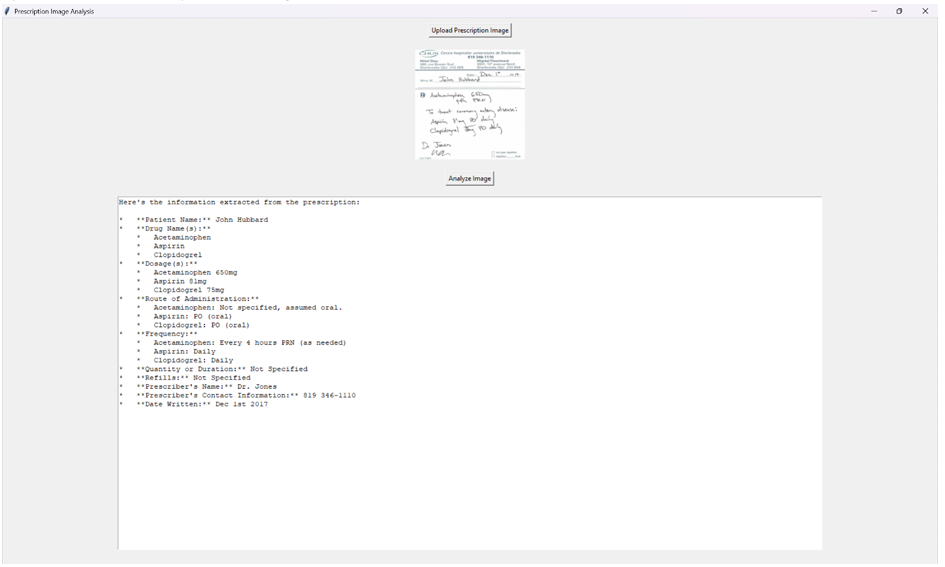 Prescription Image Analysis
Upload Prescription Image
Centre hospitalier universitaire de Sherbrooke
819 346-1110
Dec 1st
John Hubbard
Acetaminophen 650mg
PRN
To treat coronary artery disease:
Aspirin 81mg PO daily
Clopidogrel 75mg PO daily
Dr Jones
Analyze Image
Here's the information extracted from the prescription:
*   **Patient Name:** John Hubbard
*   **Drug Name(s):**
    *   Acetaminophen
    *   Aspirin
    *   Clopidogrel
*   **Dosage(s):**
    *   Acetaminophen 650mg
    *   Aspirin 81mg
    *   Clopidogrel 75mg
*   **Route of Administration:**
    *   Acetaminophen: Not specified, assumed oral.
    *   Aspirin: PO (oral)
    *   Clopidogrel: PO (oral)
*   **Frequency:**
    *   Acetaminophen: Every 4 hours PRN (as needed)
    *   Aspirin: Daily
    *   Clopidogrel: Daily
*   **Quantity or Duration:** Not Specified
*   **Refills:** Not Specified
*   **Prescriber's Name:** Dr. Jones
*   **Prescriber's Contact Information:** 819 346-1110
*   **Date Written:** Dec 1st 2017